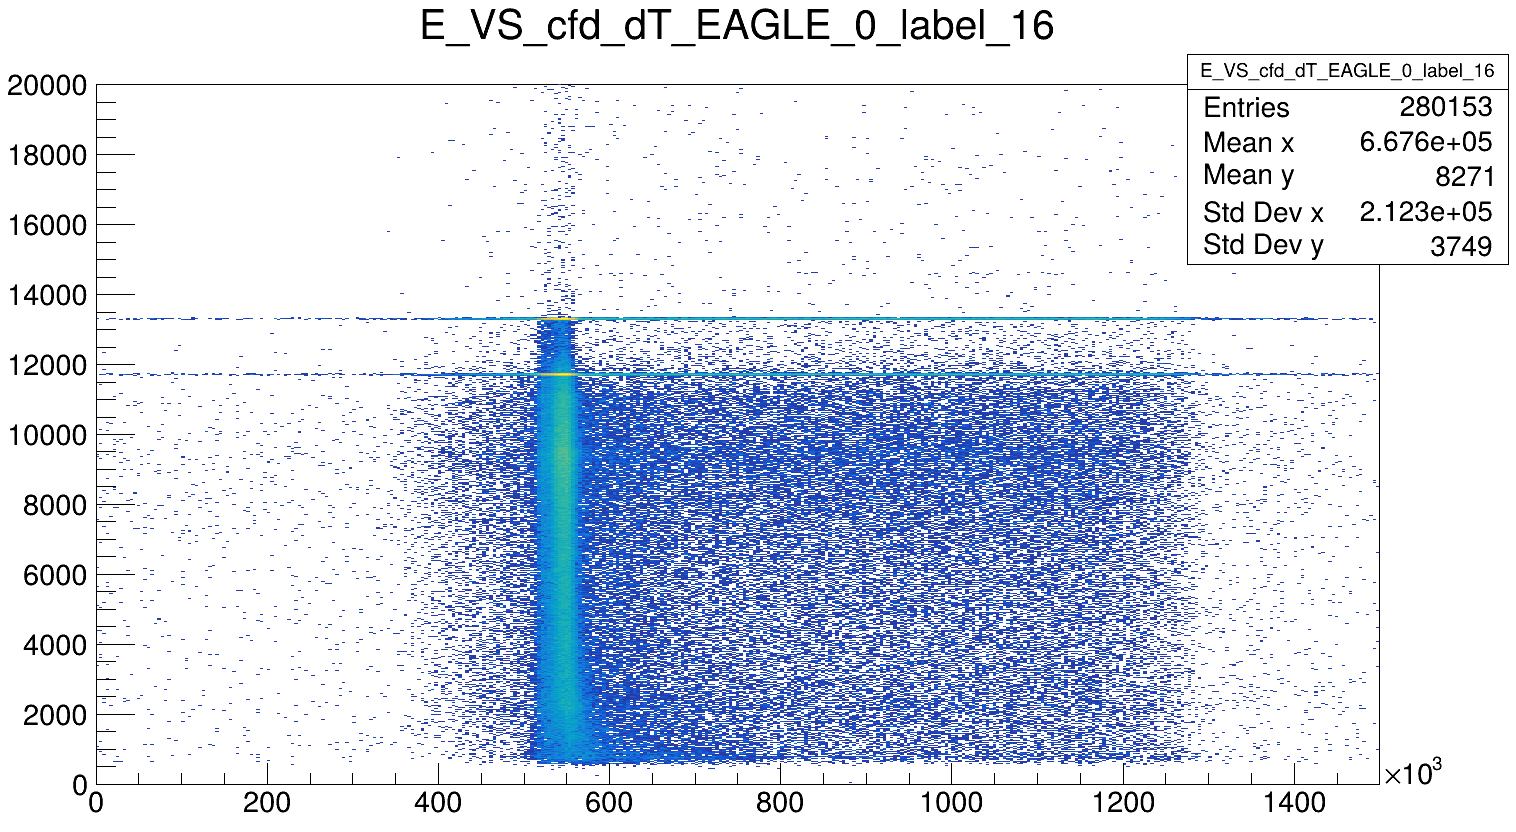 E_VS_cfd_dT_EAGLE_0_label_16
E_VS_cfd_dT_EAGLE_0_label_16
Entries 280153
Mean x 6.676e+05
Mean y 8271
Std Dev x 2.123e+05
Std Dev y 3749
20000
18000
16000
14000
12000
10000
8000
6000
4000
2000
0
0 200 400 600 800 1000 1200 1400
×10³